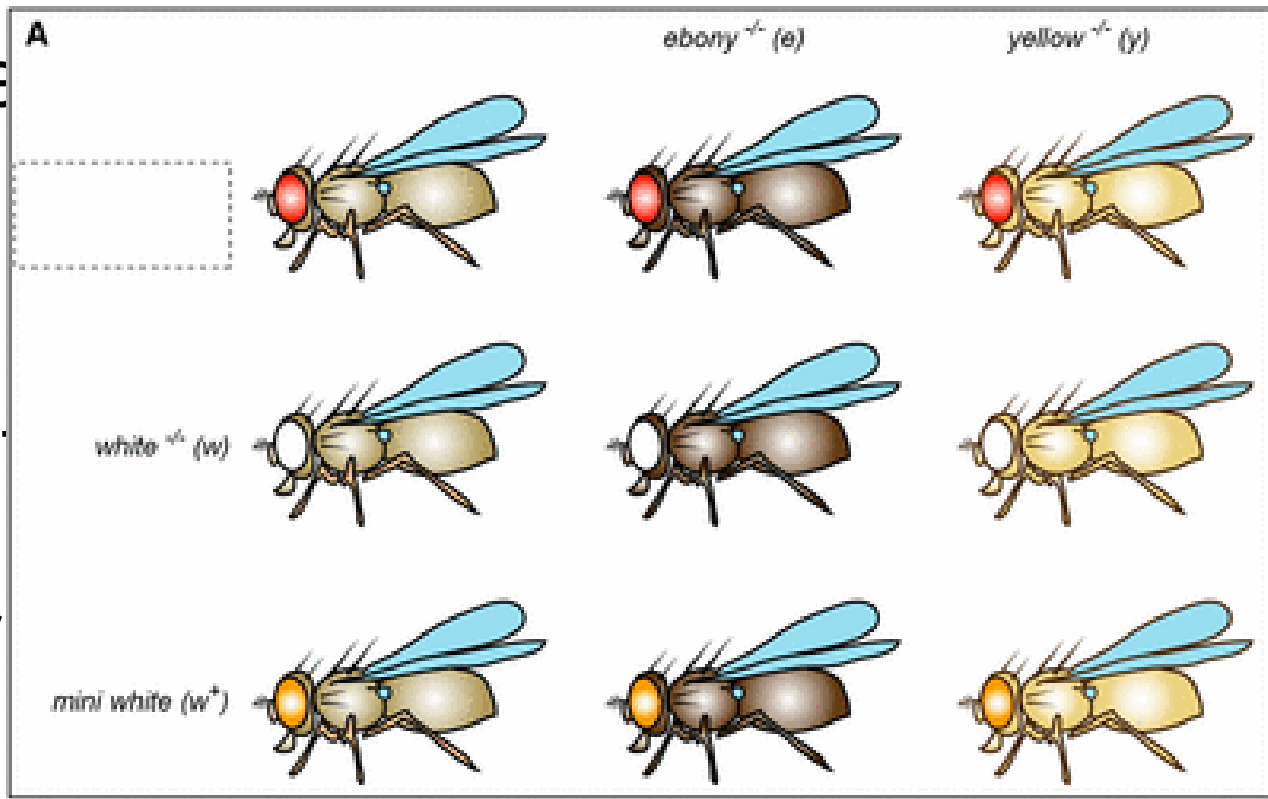 A
ebony -/- (e)
yellow -/- (y)
white -/- (w)
mini white (w+)